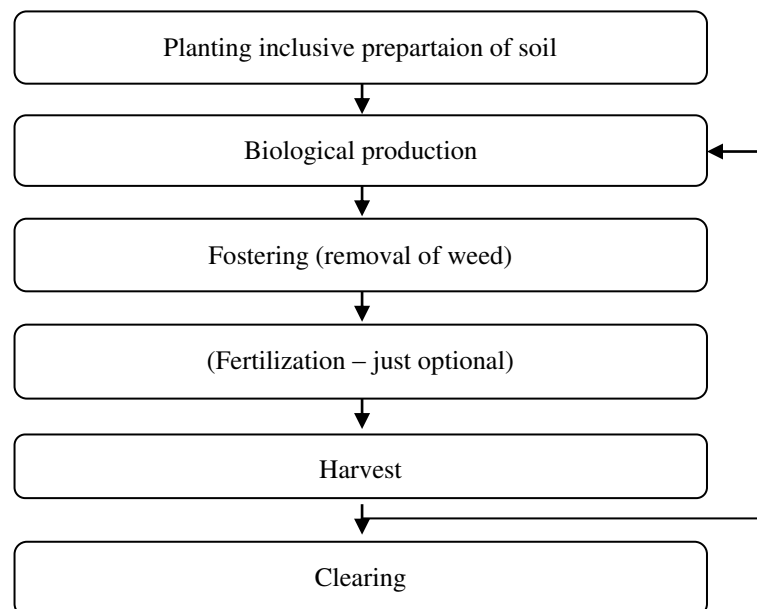 Planting inclusive prepartaion of soil
Biological production
Fostering (removal of weed)
(Fertilization – just optional)
Harvest
Clearing